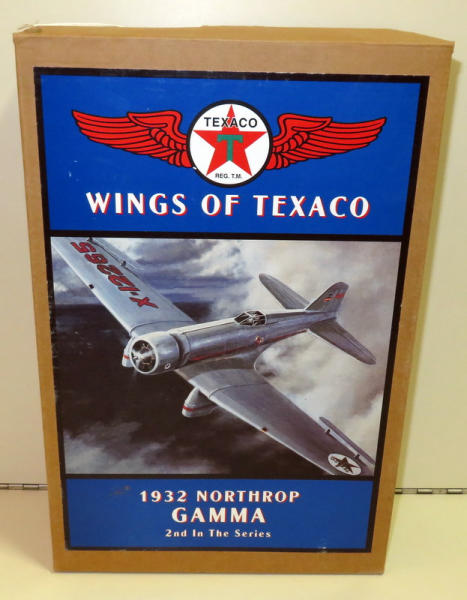 TEXACO
T
REG. T.M.
WINGS OF TEXACO
X-12265
1932 NORTHROP
GAMMA
2nd In The Series